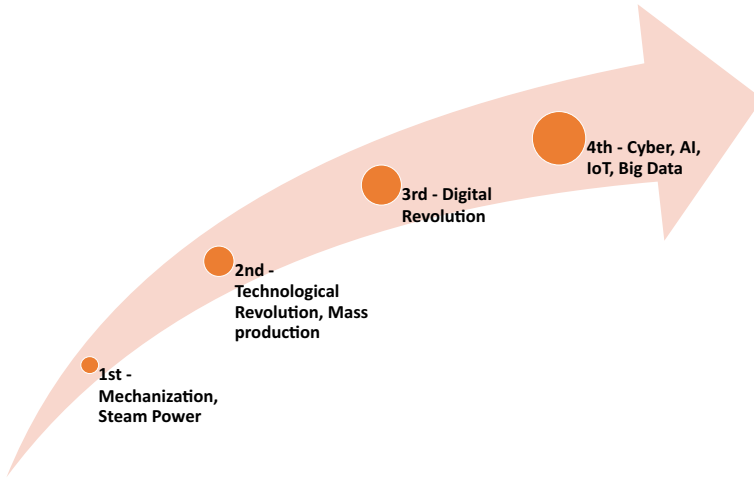 1st -
Mechanization,
Steam Power
2nd -
Technological
Revolution, Mass
production
3rd - Digital
Revolution
4th - Cyber, AI,
IoT, Big Data